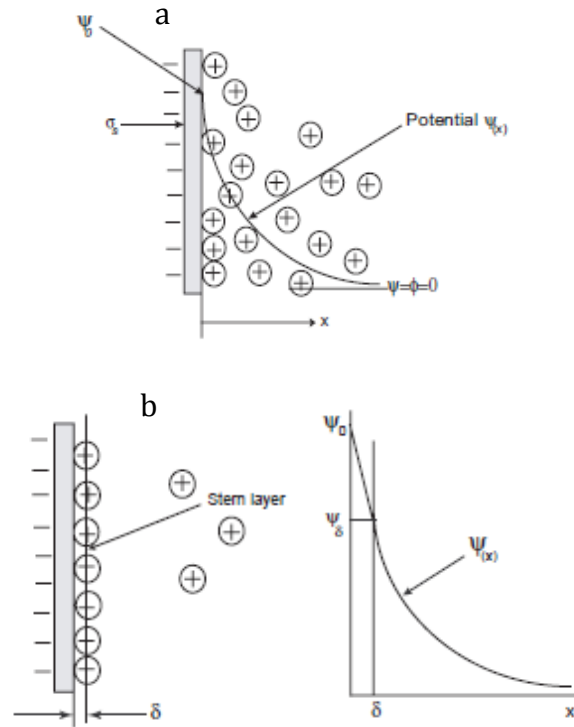 a
Ψ₀
σₛ
Potential Ψ₍ₓ₎
ψ=ϕ=0
x
b
Stern layer
δ
Ψ₀
Ψδ
Ψ₍ₓ₎
δ
x